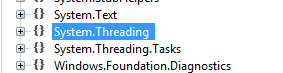 {} System.Text
{} System.Threading
{} System.Threading.Tasks
{} Windows.Foundation.Diagnostics